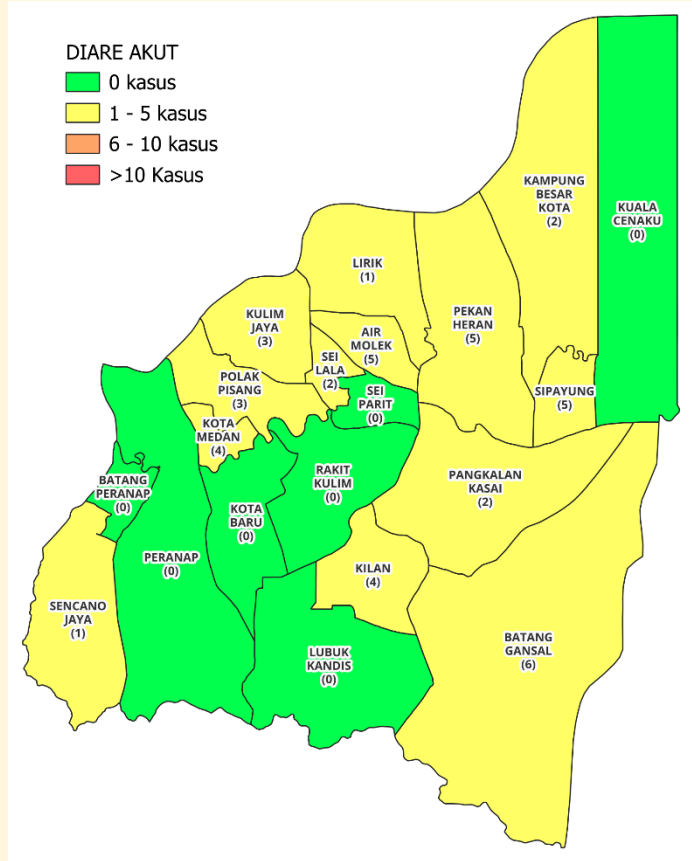 DIARE AKUT
0 kasus
1 - 5 kasus
6 - 10 kasus
>10 Kasus
KAMPUNG
BESAR
KOTA
(2)
KUALA
CENAKU
(0)
LIRIK
(1)
KULIM
JAYA
(3)
PEKAN
HERAN
(5)
AIR
MOLEK
(5)
SEI
LALA
(2)
POLAK
PISANG
(3)
SEI
PARIT
(0)
SIPAYUNG
(5)
KOTA
MEDAN
(4)
RAKIT
KULIM
(0)
PANGKALAN
KASAI
(2)
BATANG
PERANAP
(0)
KOTA
BARU
(0)
PERANAP
(0)
KILAN
(4)
SENCANO
JAYA
(1)
BATANG
GANSAL
(6)
LUBUK
KANDIS
(0)